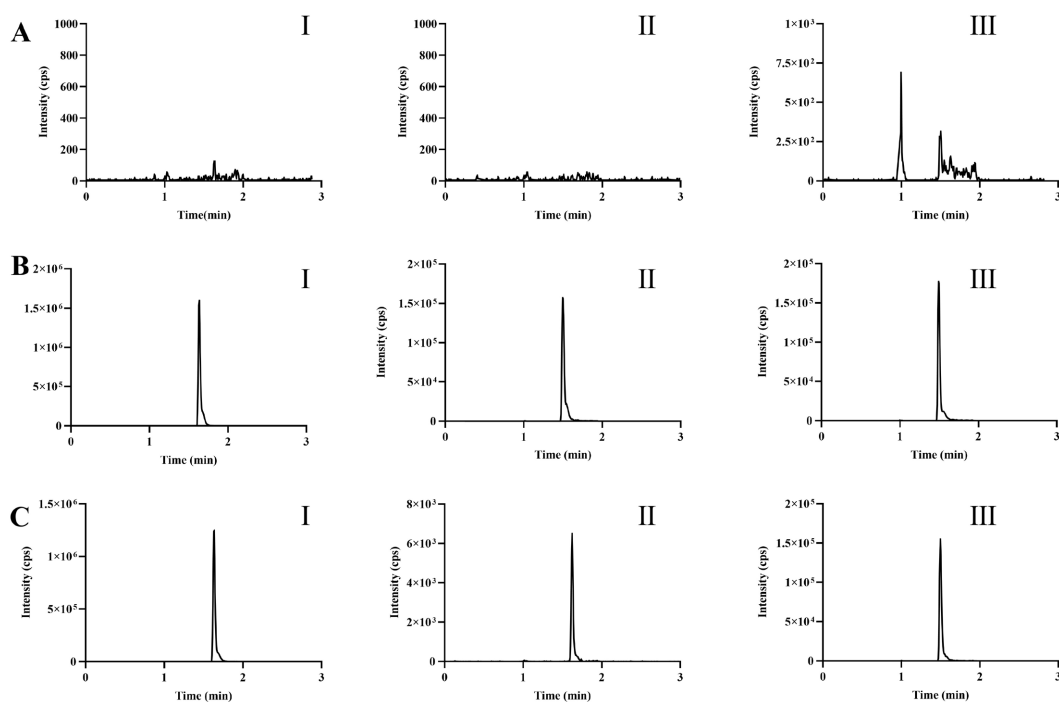 A
I
1000
800
600
400
200
0
Intensity (cps)
0 1 2 3
Time(min)
II
1000
800
600
400
200
0
Intensity (cps)
0 1 2 3
Time(min)
III
1×10³
7.5×10²
5×10²
2.5×10²
0
Intensity (cps)
0 1 2 3
Time(min)
B
I
2×10⁶
1.5×10⁶
1×10⁶
5×10⁵
0
Intensity (cps)
0 1 2 3
Time (min)
II
2×10⁵
1.5×10⁵
1×10⁵
5×10⁴
0
Intensity (cps)
0 1 2 3
Time (min)
III
2×10⁵
1.5×10⁵
1×10⁵
5×10⁴
0
Intensity (cps)
0 1 2 3
Time (min)
C
I
1.5×10⁶
1×10⁶
5×10⁵
0
Intensity (cps)
0 1 2 3
Time (min)
II
8×10³
6×10³
4×10³
2×10³
0
Intensity (cps)
0 1 2 3
Time (min)
III
2×10⁵
1.5×10⁵
1×10⁵
5×10⁴
0
Intensity (cps)
0 1 2 3
Time (min)